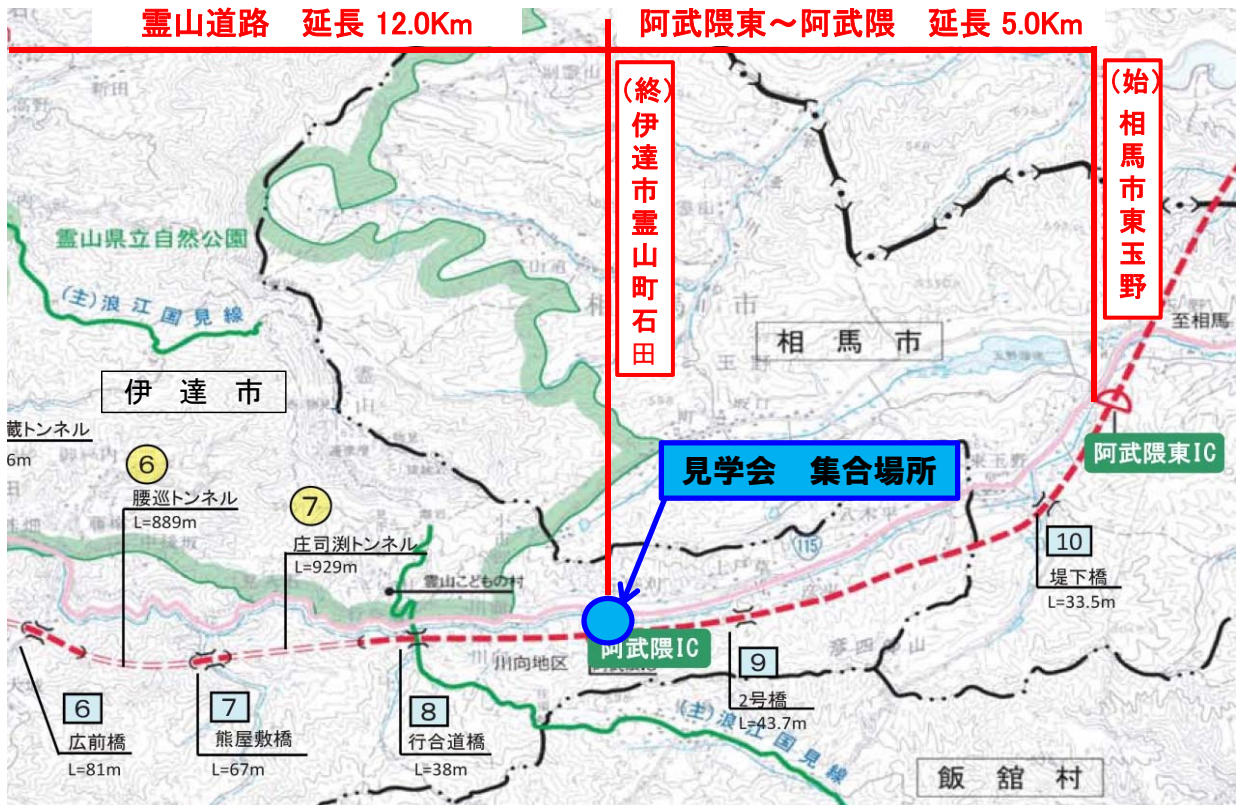 霊山道路 延長 12.0Km
阿武隈東～阿武隈 延長 5.0Km
(終)伊達市霊山町石田
(始)相馬市東玉野
至相馬
霊山県立自然公園
(主)浪江国見線
相馬市
伊達市
蔵トンネル
6m
⑥
腰巡トンネル
L=889m
⑦
庄司渕トンネル
L=929m
霊山こどもの村
見学会 集合場所
阿武隈東IC
115
東玉野
10
堤下橋
L=33.5m
阿武隈IC
川向地区
9
2号橋
L=43.7m
6
広前橋
L=81m
7
熊屋敷橋
L=67m
8
行合道橋
L=38m
(主)浪江国見線
飯舘村